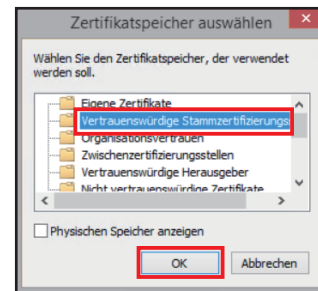 Zertifikatspeicher auswählen
Wählen Sie den Zertifikatspeicher, der verwendet
werden soll.
Eigene Zertifikate
Vertrauenswürdige Stammzertifizierungs
Organisationsvertrauen
Zwischenzertifizierungsstellen
Vertrauenswürdige Herausgeber
Nicht vertrauenswürdige Zertifikate
Physischen Speicher anzeigen
OK Abbrechen